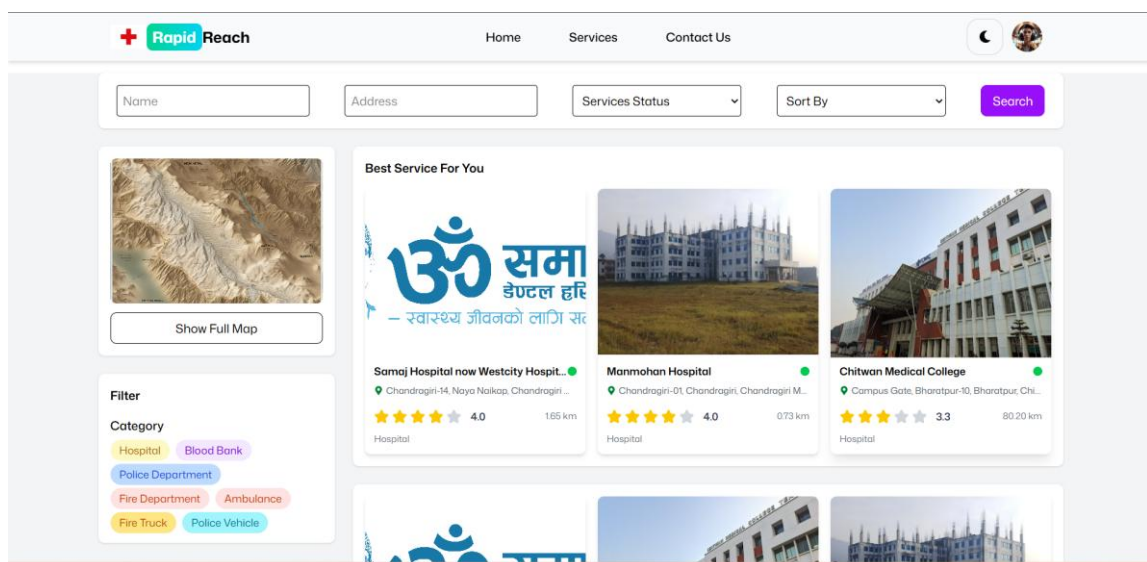 Rapid Reach
Home Services Contact Us
Name Address Services Status Sort By Search
Show Full Map
Filter
Category
Hospital Blood Bank
Police Department
Fire Department Ambulance
Fire Truck Police Vehicle
Best Service For You
ॐ समा
डेण्टल हस्
– स्वास्थ्य जीवनको लागि सद
Samaj Hospital now Westcity Hospit...
Chandragiri-14, Naya Naikap, Chandragiri ...
4.0 1.65 km
Hospital
Manmohan Hospital
Chandragiri-01, Chandragiri, Chandragiri M...
4.0 0.73 km
Hospital
Chitwan Medical College
Campus Gate, Bharatpur-10, Bharatpur, Chi...
3.3 80.20 km
Hospital